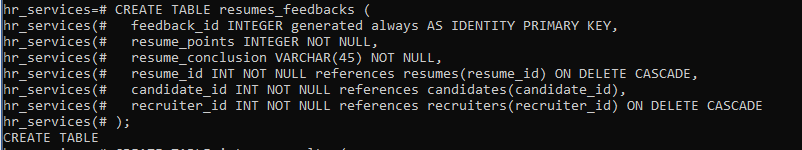 hr_services=# CREATE TABLE resumes_feedbacks (
hr_services(#   feedback_id INTEGER generated always AS IDENTITY PRIMARY KEY,
hr_services(#   resume_points INTEGER NOT NULL,
hr_services(#   resume_conclusion VARCHAR(45) NOT NULL,
hr_services(#   resume_id INT NOT NULL references resumes(resume_id) ON DELETE CASCADE,
hr_services(#   candidate_id INT NOT NULL references candidates(candidate_id),
hr_services(#   recruiter_id INT NOT NULL references recruiters(recruiter_id) ON DELETE CASCADE
hr_services(# );
CREATE TABLE